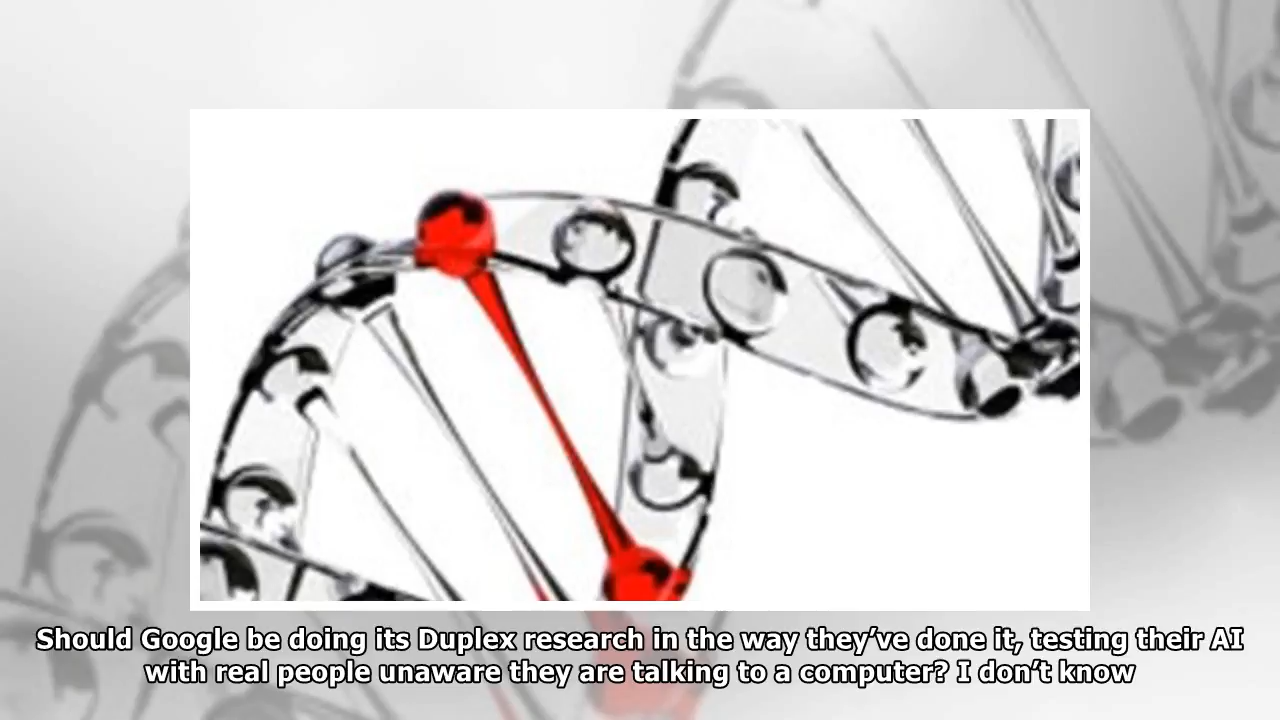 Should Google be doing its Duplex research in the way they’ve done it, testing their AI
with real people unaware they are talking to a computer? I don’t know